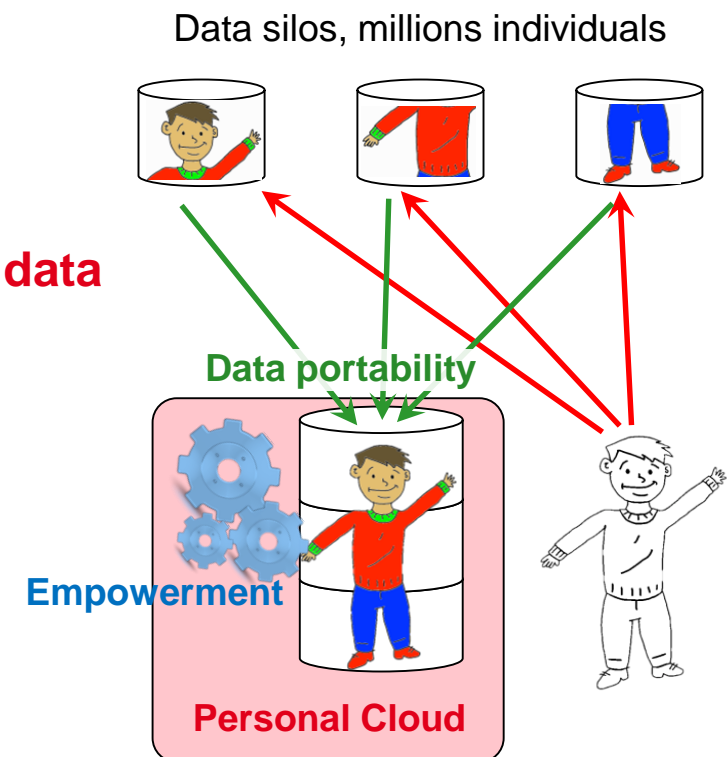 Data silos, millions individuals
data
Data portability
Empowerment
Personal Cloud